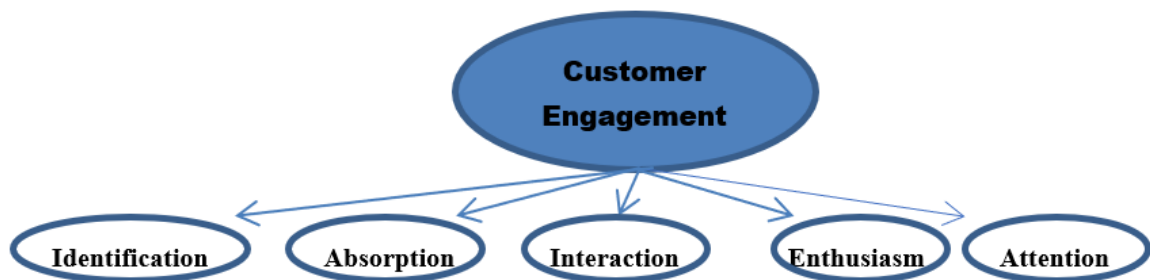 Customer
Engagement
Identification
Absorption
Interaction
Enthusiasm
Attention